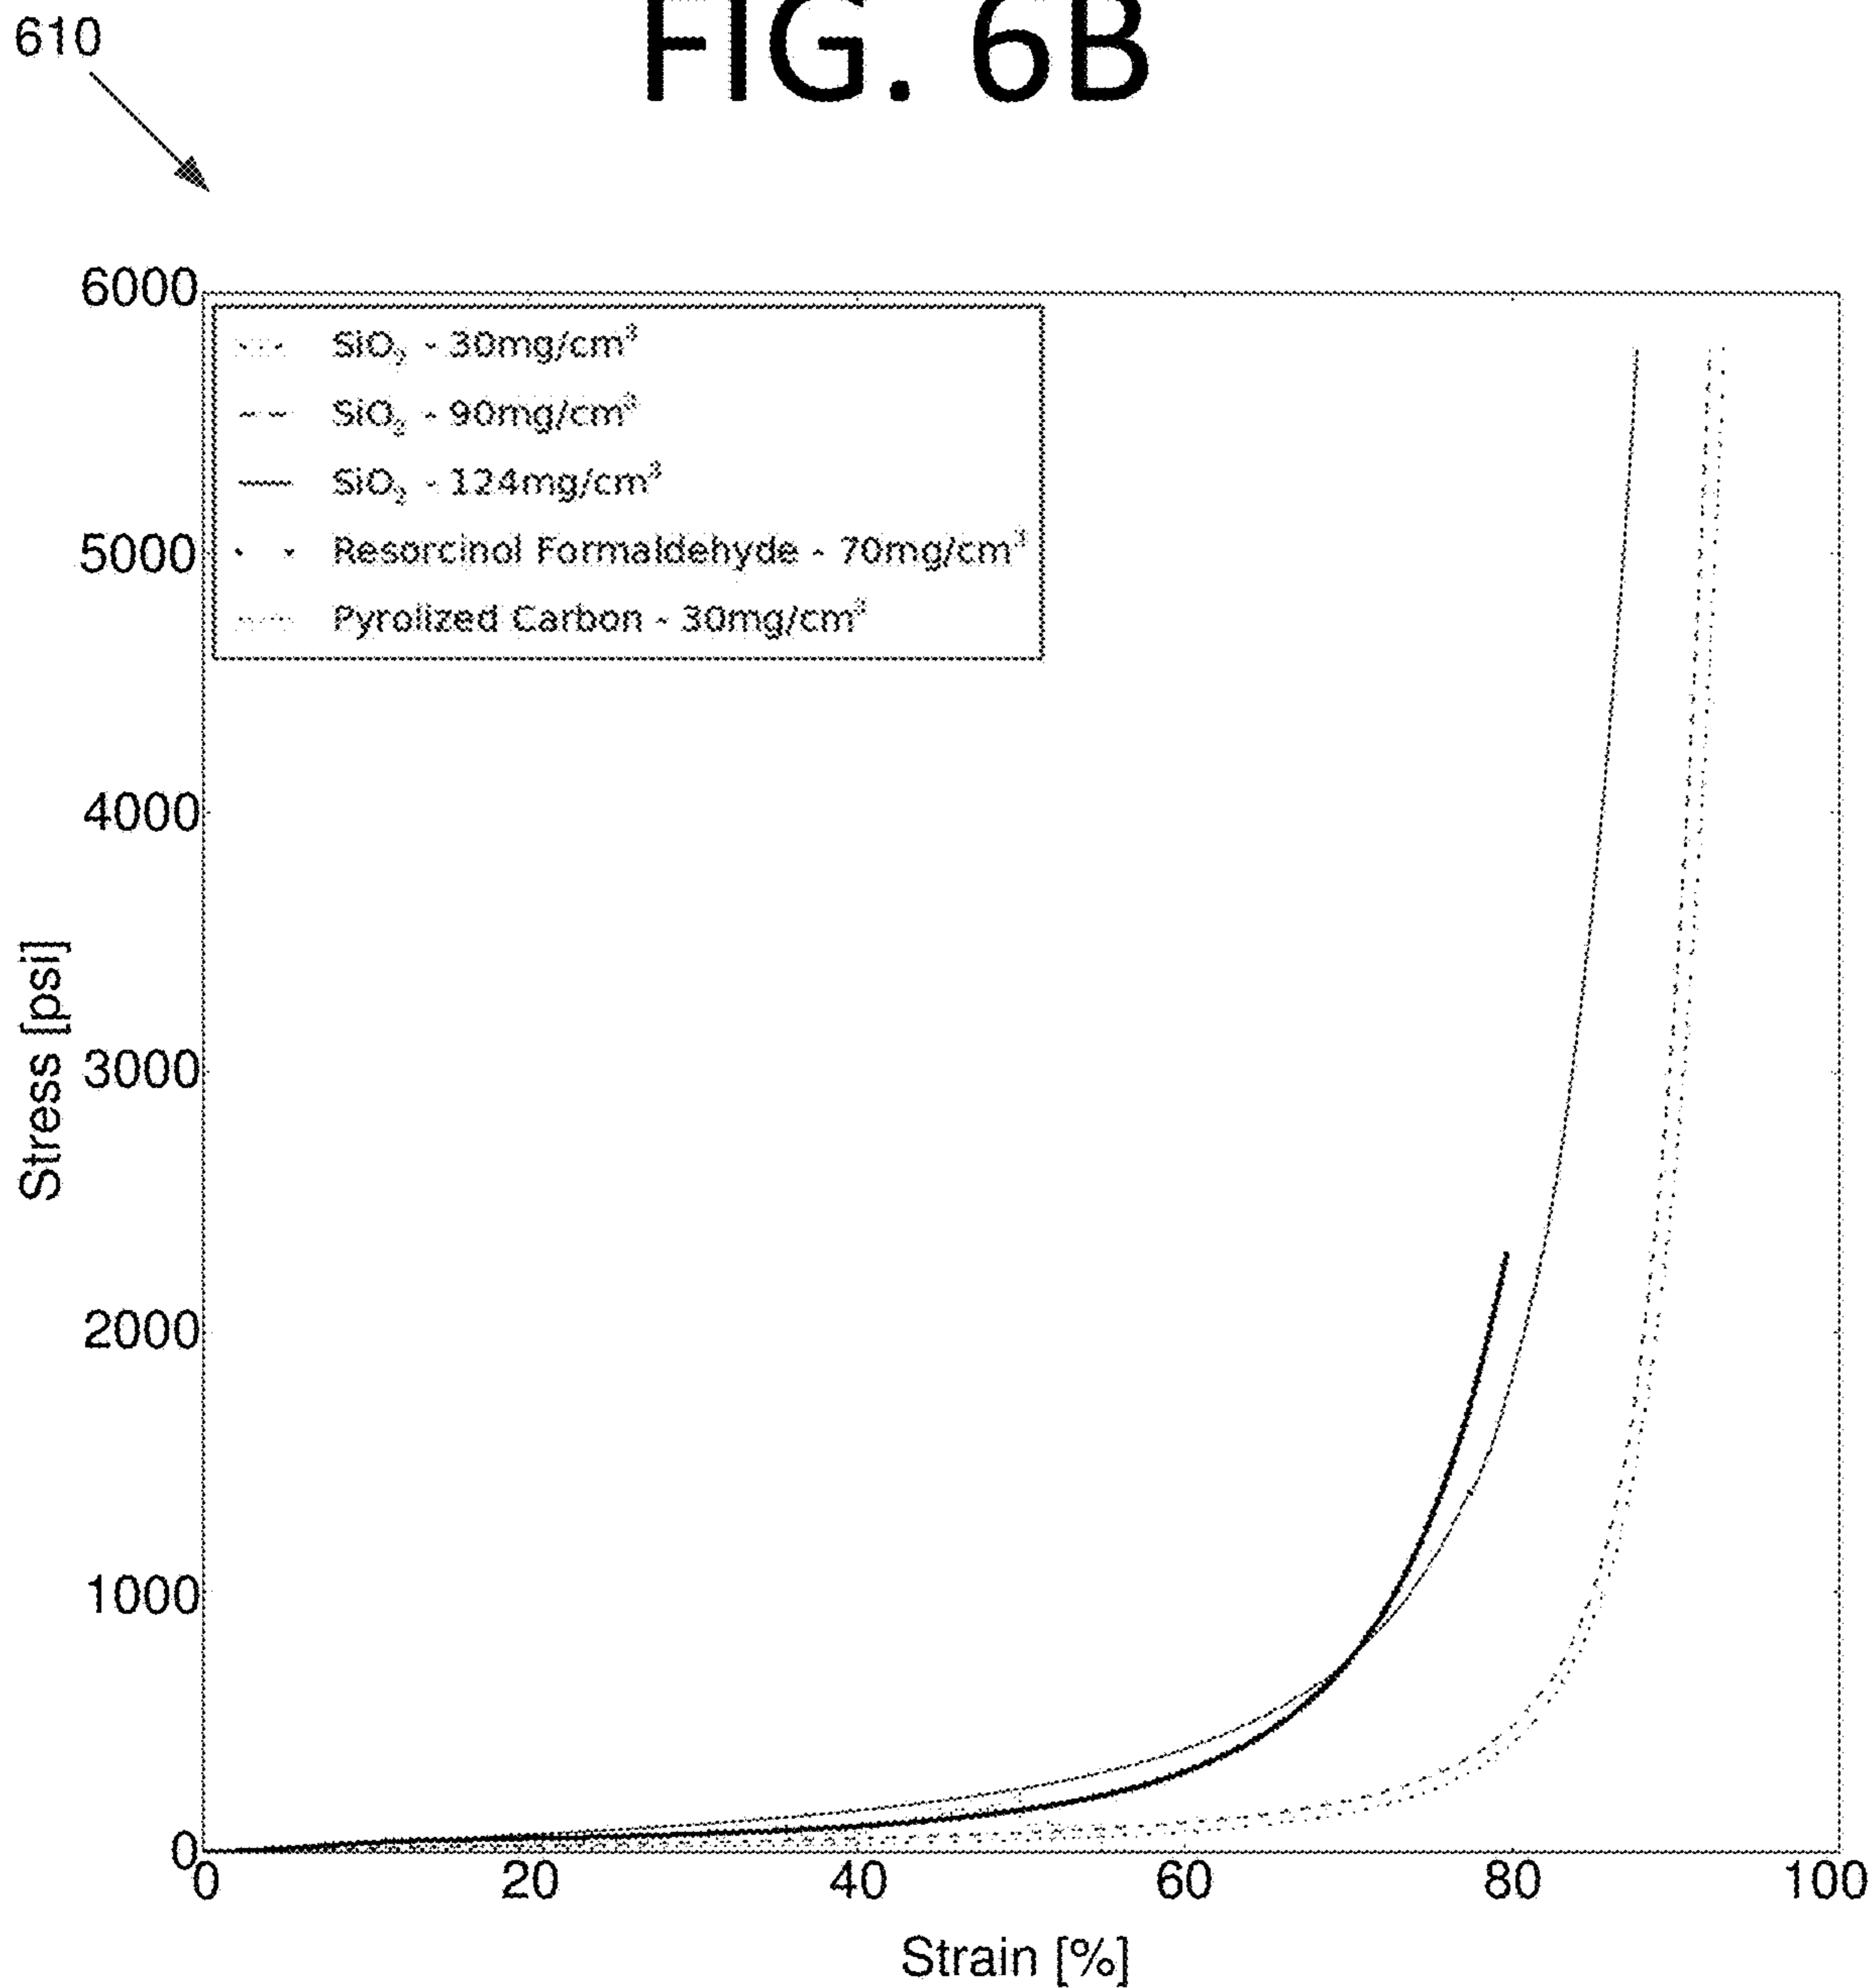 610
FIG. 6B
6000
SiO₂ - 30mg/cm³
SiO₂ - 90mg/cm³
SiO₂ - 124mg/cm³
5000
Resorcinol Formaldehyde - 70mg/cm³
Pyrolized Carbon - 30mg/cm³
4000
Stress [psi]
3000
2000
1000
0
0 20 40 60 80 100
Strain [%]